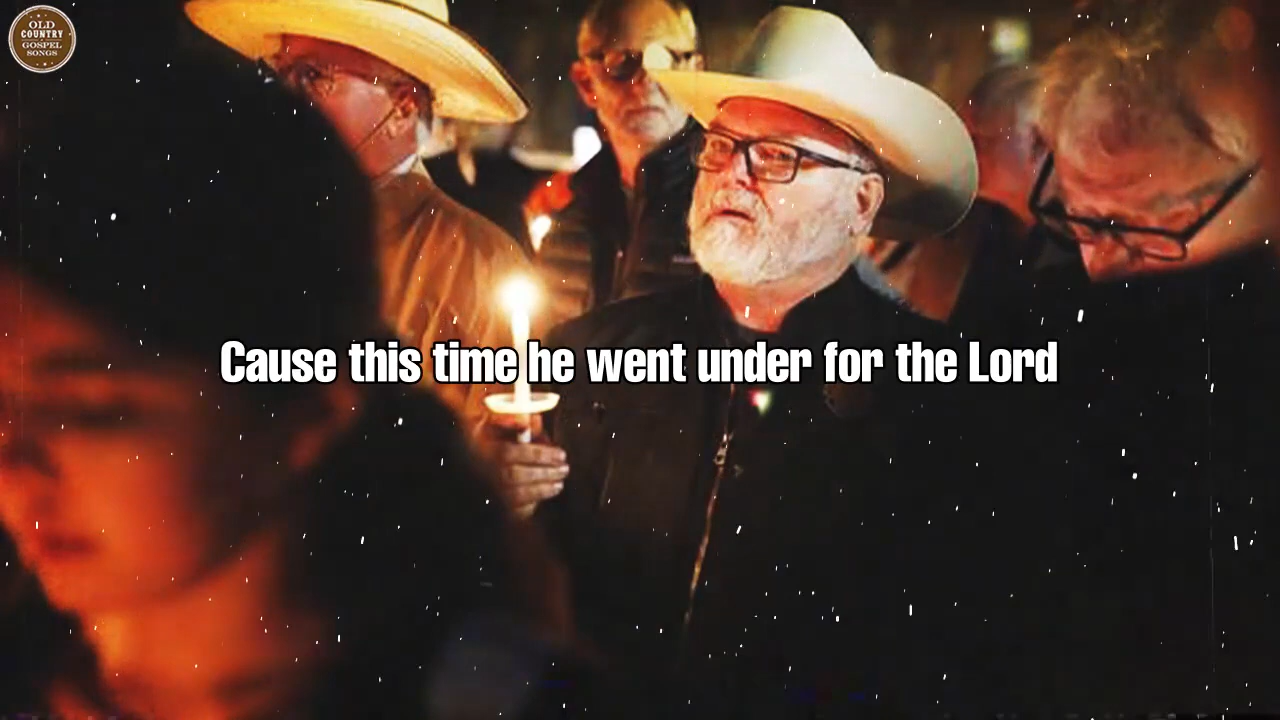 OLD
COUNTRY
GOSPEL
SONGS
Cause this time he went under for the Lord